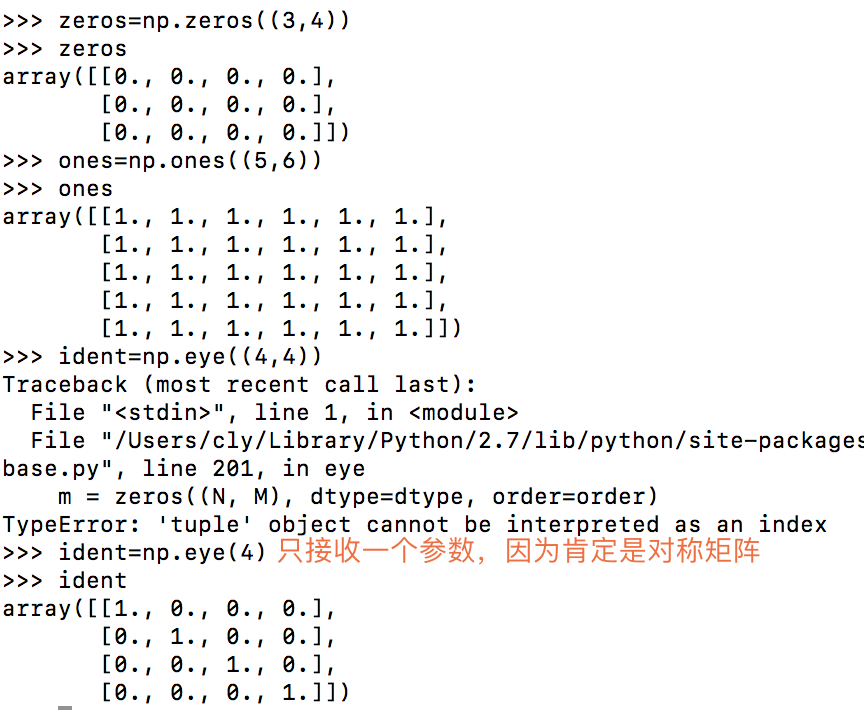 >>> zeros=np.zeros((3,4))
>>> zeros
array([[0., 0., 0., 0.],
       [0., 0., 0., 0.],
       [0., 0., 0., 0.]])
>>> ones=np.ones((5,6))
>>> ones
array([[1., 1., 1., 1., 1., 1.],
       [1., 1., 1., 1., 1., 1.],
       [1., 1., 1., 1., 1., 1.],
       [1., 1., 1., 1., 1., 1.],
       [1., 1., 1., 1., 1., 1.]])
>>> ident=np.eye((4,4))
Traceback (most recent call last):
  File "<stdin>", line 1, in <module>
  File "/Users/cly/Library/Python/2.7/lib/python/site-packages
base.py", line 201, in eye
    m = zeros((N, M), dtype=dtype, order=order)
TypeError: 'tuple' object cannot be interpreted as an index
>>> ident=np.eye(4) 只接收一个参数，因为肯定是对称矩阵
>>> ident
array([[1., 0., 0., 0.],
       [0., 1., 0., 0.],
       [0., 0., 1., 0.],
       [0., 0., 0., 1.]])